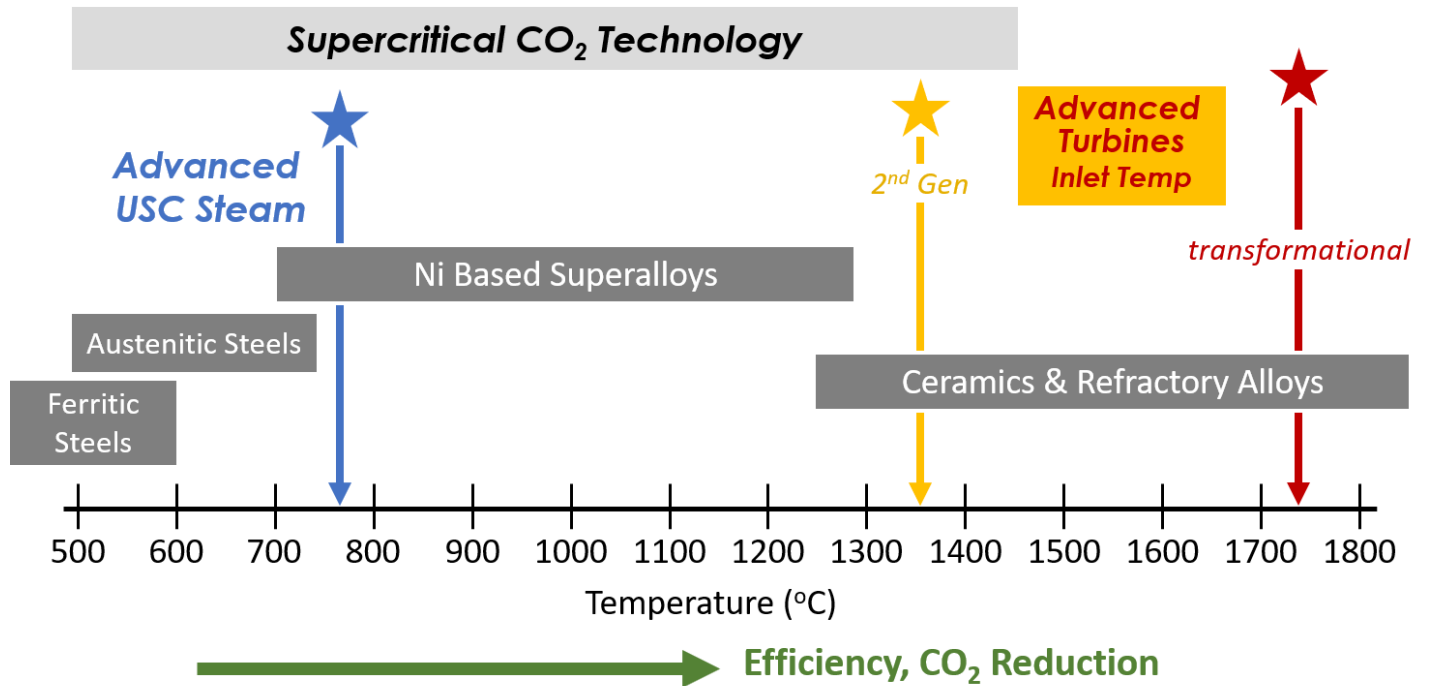 Supercritical CO₂ Technology
Advanced
USC Steam
2nd Gen
Advanced
Turbines
Inlet Temp
transformational
Ni Based Superalloys
Austenitic Steels
Ceramics & Refractory Alloys
Ferritic
Steels
500 600 700 800 900 1000 1100 1200 1300 1400 1500 1600 1700 1800
Temperature (oC)
Efficiency, CO₂ Reduction